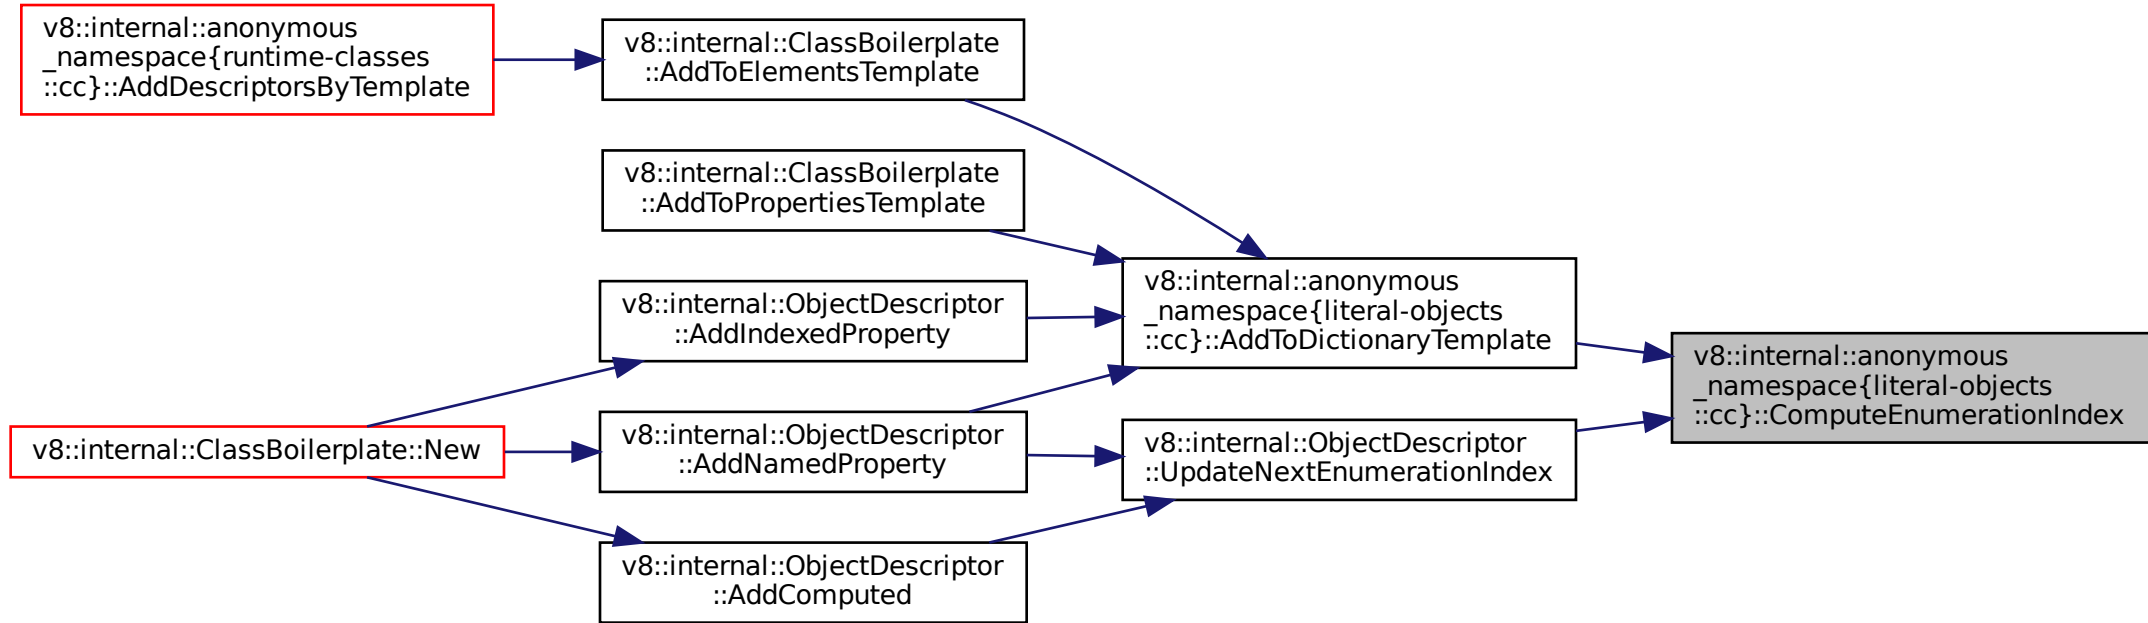 v8::internal::anonymous
_namespace{runtime-classes
::cc}::AddDescriptorsByTemplate
v8::internal::ClassBoilerplate
::AddToElementsTemplate
v8::internal::ClassBoilerplate
::AddToPropertiesTemplate
v8::internal::ObjectDescriptor
::AddIndexedProperty
v8::internal::anonymous
_namespace{literal-objects
::cc}::AddToDictionaryTemplate
v8::internal::anonymous
_namespace{literal-objects
::cc}::ComputeEnumerationIndex
v8::internal::ClassBoilerplate::New
v8::internal::ObjectDescriptor
::AddNamedProperty
v8::internal::ObjectDescriptor
::UpdateNextEnumerationIndex
v8::internal::ObjectDescriptor
::AddComputed